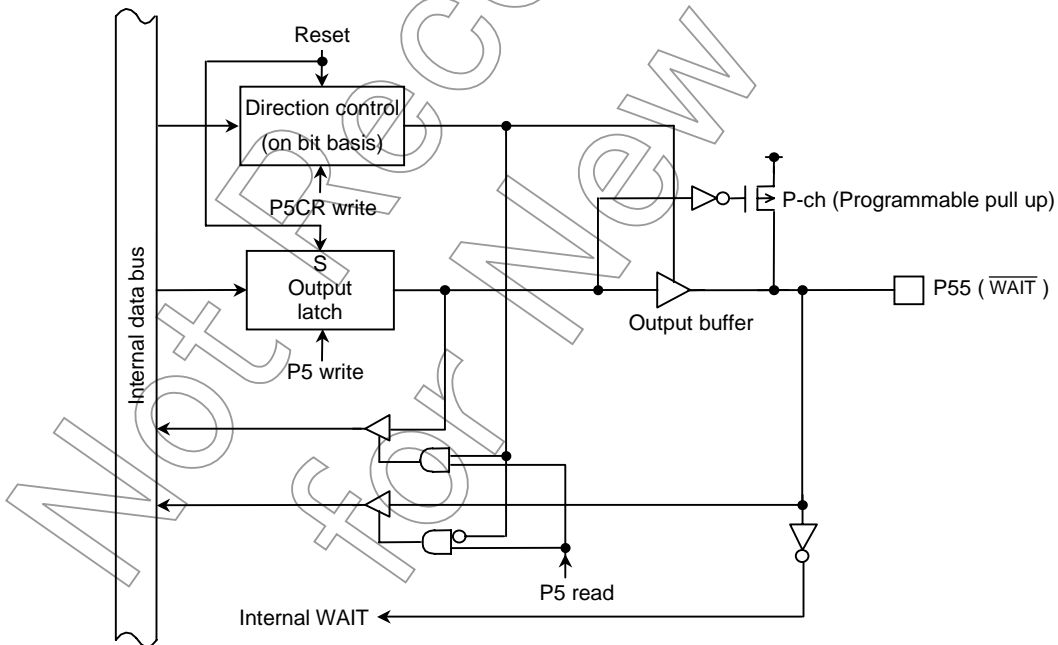 Reset
Direction control
(on bit basis)
P5CR write
P-ch (Programmable pull up)
S
Output
latch
P5 write
Output buffer
P55 ( WAIT )
Internal data bus
P5 read
Internal WAIT
Not Reco
for New